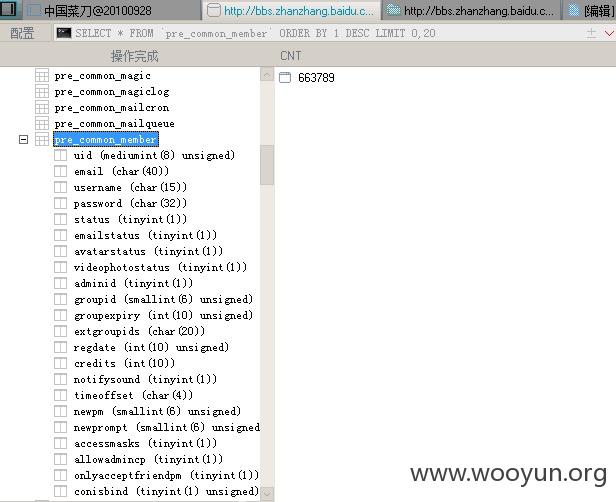 中国菜刀@20100928
http://bbs.zhanzhang.baidu.c...
http://bbs.zhanzhang.baidu.c...
[编辑]
配置
SELECT * FROM `pre_common_member` ORDER BY 1 DESC LIMIT 0,20
操作完成
CNT
pre_common_magic
663789
pre_common_magiclog
pre_common_mailcron
pre_common_mailqueue
pre_common_member
uid (mediumint(8) unsigned)
email (char(40))
username (char(15))
password (char(32))
status (tinyint(1))
emailstatus (tinyint(1))
avatarstatus (tinyint(1))
videophotostatus (tinyint(1))
adminid (tinyint(1))
groupid (smallint(6) unsigned)
groupexpiry (int(10) unsigned)
extgroupids (char(20))
regdate (int(10) unsigned)
credits (int(10))
notifysound (tinyint(1))
timeoffset (char(4))
newpm (smallint(6) unsigned)
newprompt (smallint(6) unsigned
accessmasks (tinyint(1))
allowadmincp (tinyint(1))
onlyacceptfriendpm (tinyint(1))
conisbind (tinyint(1) unsigned)
www.wooyun.org